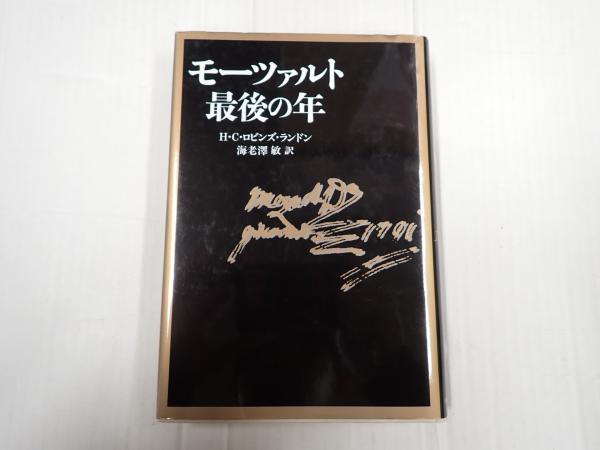 モーツァルト
最後の年
H・C・ロビンズ・ランドン
海老澤 敏 訳
1791